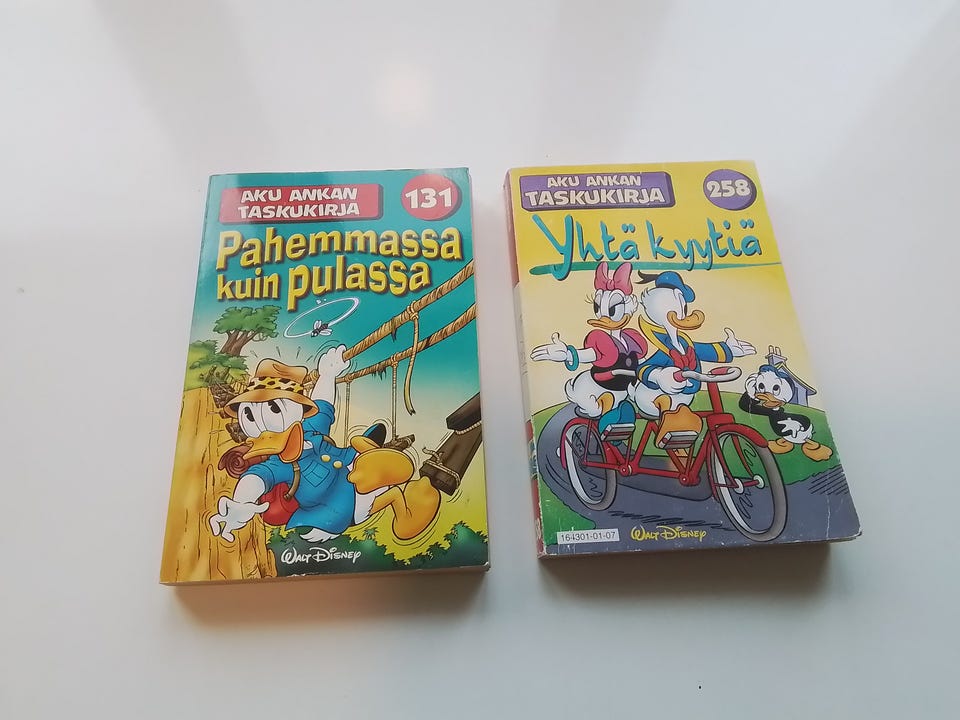 AKU ANKAN
TASKUKIRJA
131
Pahemmassa
kuin pulassa
WALT DISNEY
AKU ANKAN
TASKUKIRJA
258
Yhtä kyytiä
164301-01-07
WALT DISNEY